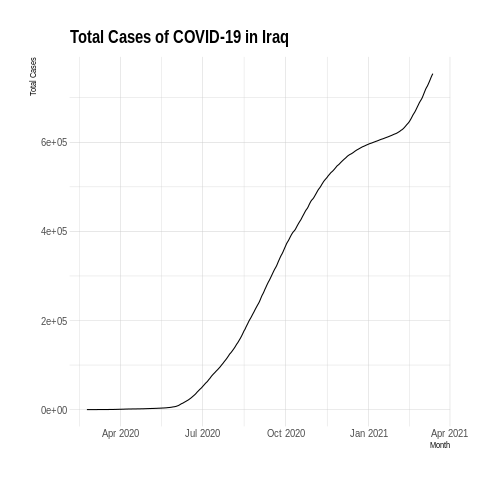 Total Cases of COVID-19 in Iraq
Total Cases
6e+05
4e+05
2e+05
0e+00
Apr 2020 Jul 2020 Oct 2020 Jan 2021 Apr 2021
Month